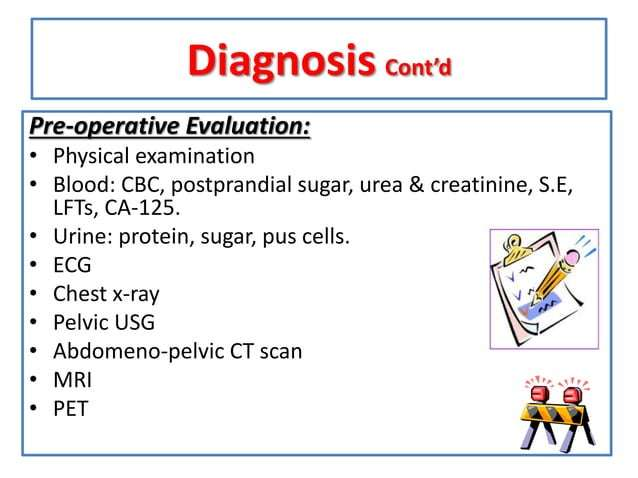 Diagnosis Cont’d
Pre-operative Evaluation:
• Physical examination
• Blood: CBC, postprandial sugar, urea & creatinine, S.E,
LFTs, CA-125.
• Urine: protein, sugar, pus cells.
• ECG
• Chest x-ray
• Pelvic USG
• Abdomeno-pelvic CT scan
• MRI
• PET